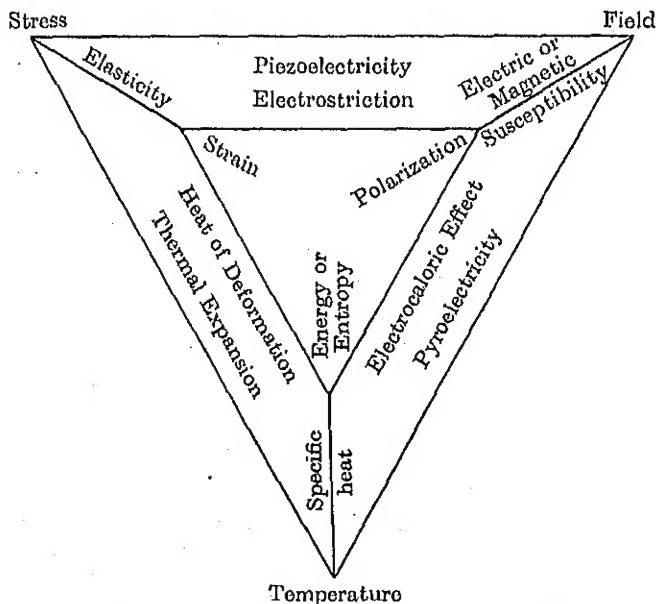 Stress
Field
Elasticity
Piezoelectricity
Electrostriction
Electric or
Magnetic
Susceptibility
Strain
Polarization
Heat of Deformation
Thermal Expansion
Energy or
Entropy
Electrocaloric Effect
Pyroelectricity
Specific
heat
Temperature